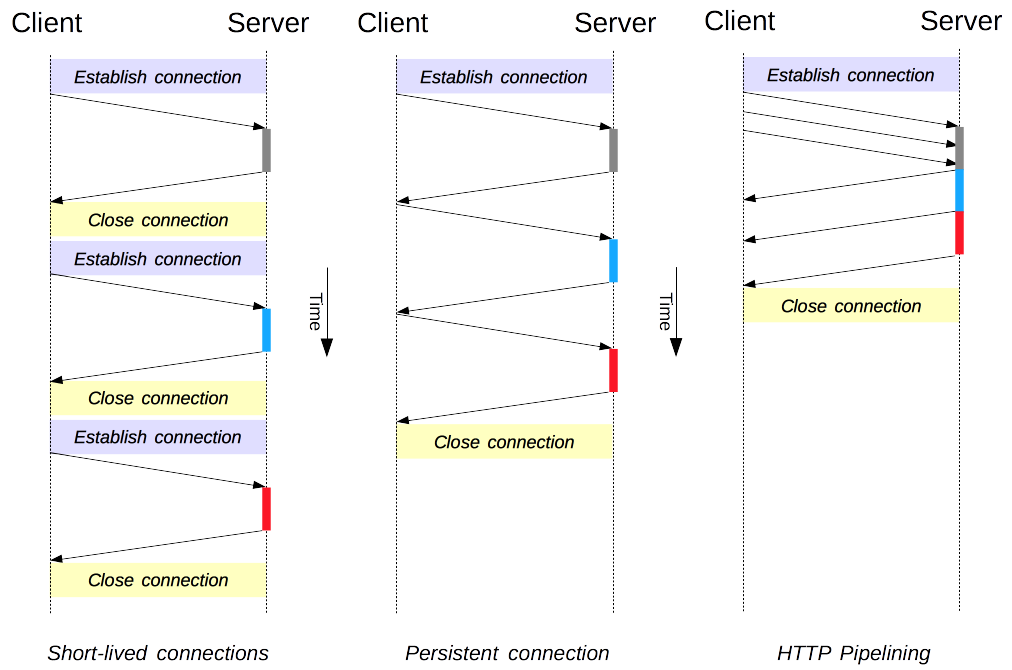 Client Server
Establish connection
Close connection
Establish connection
Close connection
Establish connection
Close connection
Short-lived connections
Time
Client Server
Establish connection
Close connection
Persistent connection
Time
Client Server
Establish connection
Close connection
HTTP Pipelining